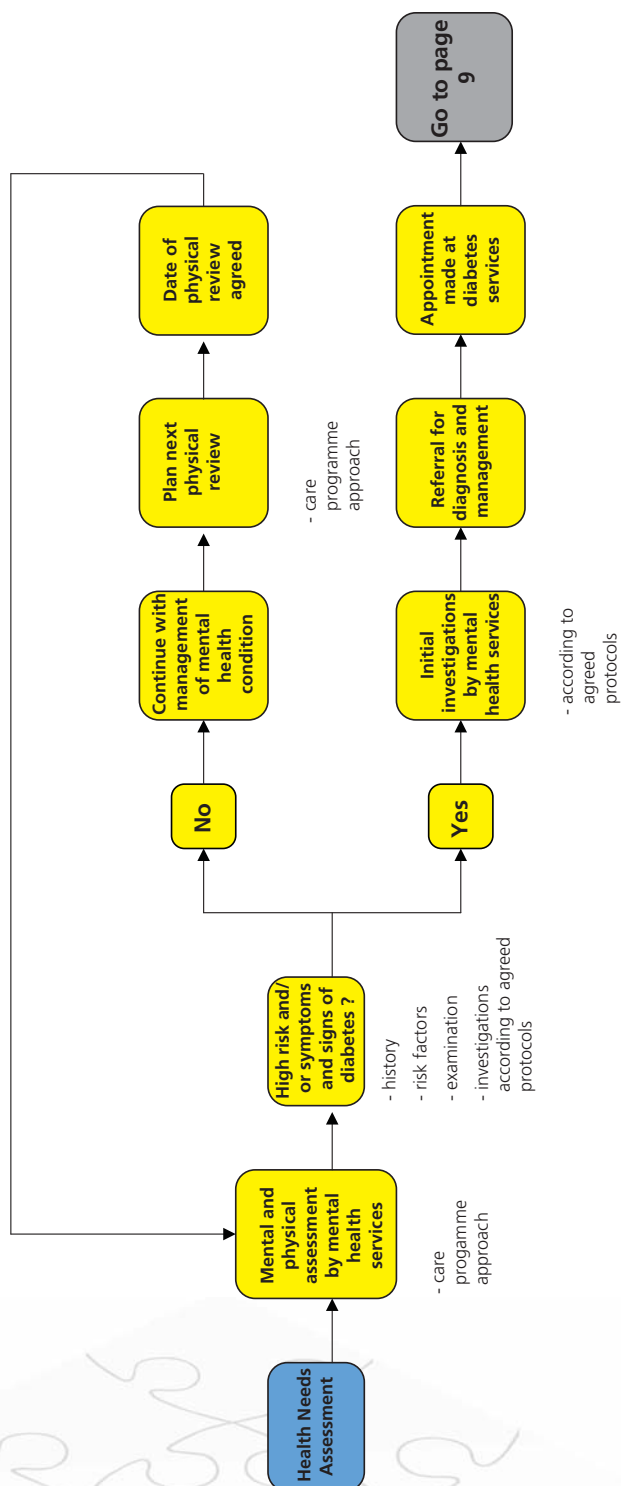 Health Needs
Assessment
Mental and
physical
assessment
by mental
health
services
- care
progamme
approach
High risk and/
or symptoms
and signs of
diabetes ?
- history
- risk factors
- examination
- investigations
according to agreed
protocols
No
Continue with
management
of mental
health
condition
Plan next
physical
review
- care
programme
approach
Date of
physical
review
agreed
Yes
Initial
investigations
by mental
health services
- according to
agreed
protocols
Referral for
diagnosis and
management
Appointment
made at
diabetes
services
Go to page
9